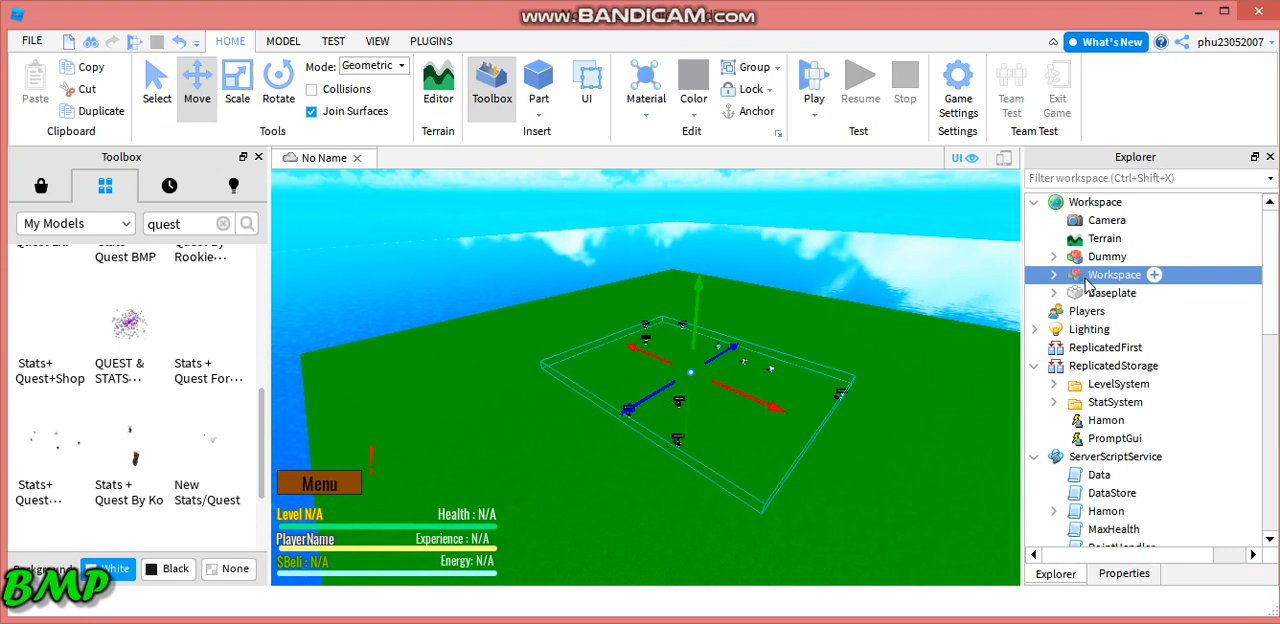 www.BANDICAM.com
FILE HOME MODEL TEST VIEW PLUGINS What's New phu23052007
Paste Copy Cut Duplicate Clipboard
Select Move Scale Rotate Mode: Geometric Collisions Join Surfaces Tools
Editor Terrain
Toolbox Part UI Insert
Material Color Group Lock Anchor Edit
Play Resume Stop Test
Game Settings Settings
Team Test Exit Game Team Test
Toolbox
My Models quest
Stats
Quest BMP
Quest By
Rookie...
Stats+
Quest+Shop
QUEST &
STATS...
Stats +
Quest For...
Stats+
Quest...
Stats +
Quest By Ko
New
Stats/Quest
White Black None
BMP
No Name UI
!
Menu
Level N/A Health : N/A
PlayerName Experience : N/A
$Beli : N/A Energy: N/A
Explorer
Filter workspace (Ctrl+Shift+X)
Workspace
Camera
Terrain
Dummy
Workspace
Baseplate
Players
Lighting
ReplicatedFirst
ReplicatedStorage
LevelSystem
StatSystem
Hamon
PromptGui
ServerScriptService
Data
DataStore
Hamon
MaxHealth
Explorer Properties